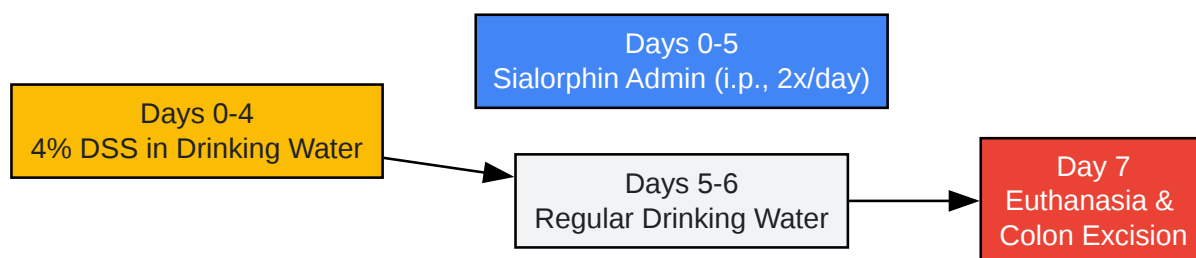 Days 0-5
Sialorphin Admin (i.p., 2x/day)
Days 0-4
4% DSS in Drinking Water
Days 5-6
Regular Drinking Water
Day 7
Euthanasia &
Colon Excision